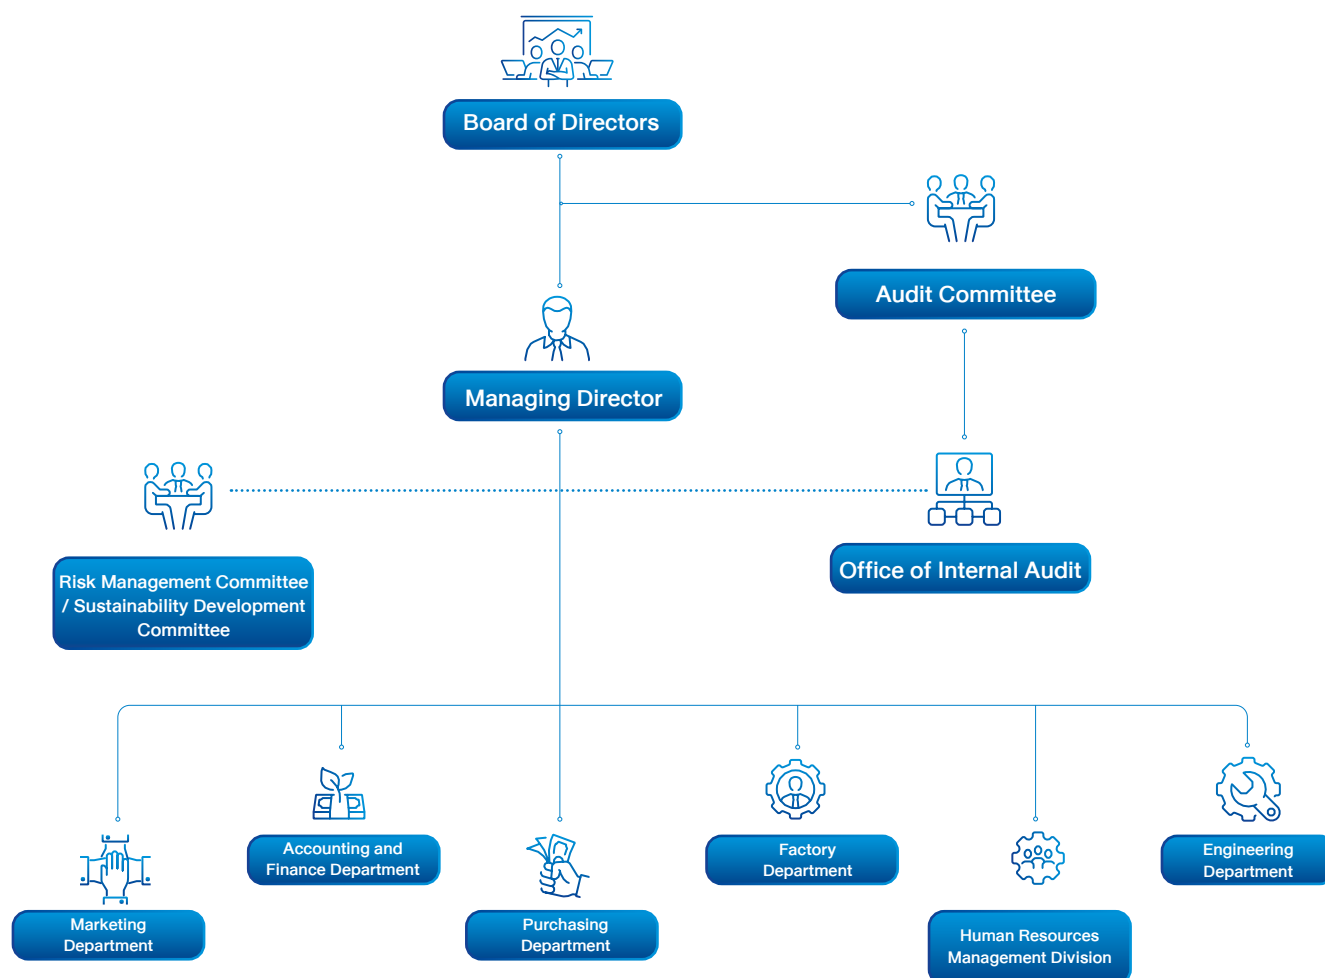 Board of Directors
Audit Committee
Managing Director
Office of Internal Audit
Risk Management Committee
/ Sustainability Development
Committee
Marketing
Department
Accounting and
Finance Department
Purchasing
Department
Factory
Department
Human Resources
Management Division
Engineering
Department